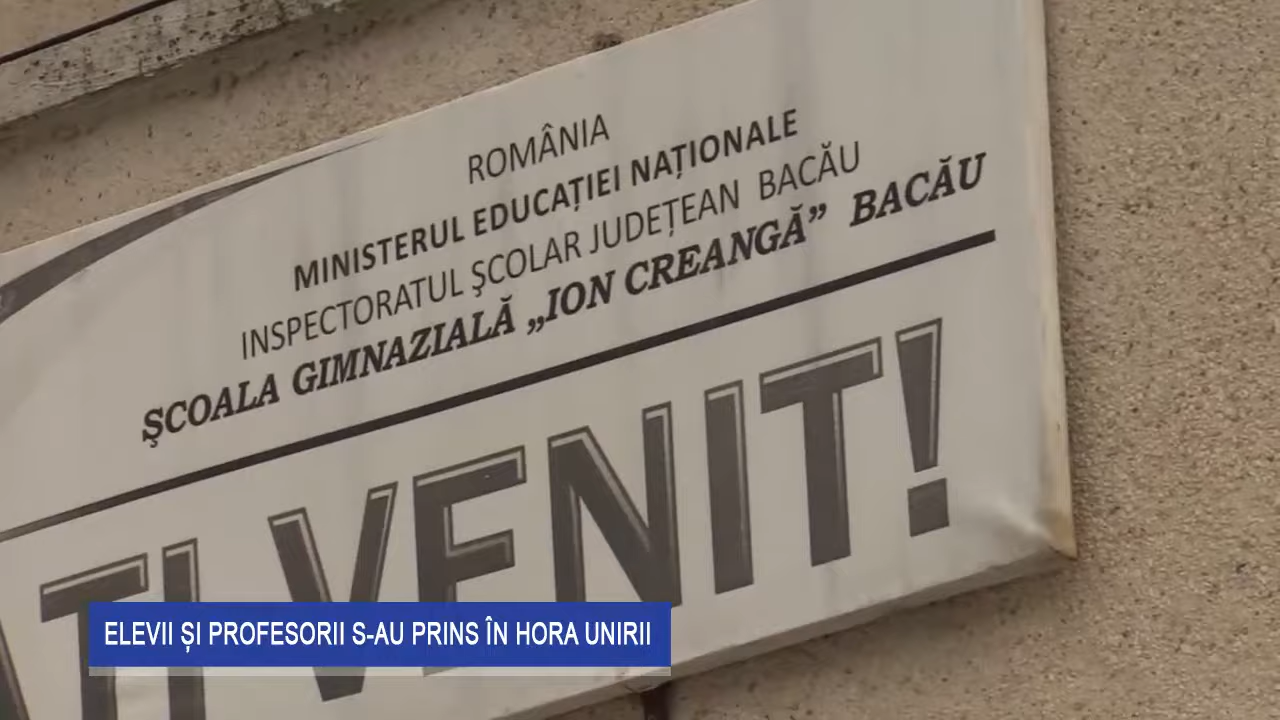 ROMÂNIA
MINISTERUL EDUCAȚIEI NAȚIONALE
INSPECTORATUL ŞCOLAR JUDEȚEAN BACĂU
ŞCOALA GIMNAZIALĂ „ION CREANGĂ” BACĂU
VENIT!
ELEVII ȘI PROFESORII S-AU PRINS ÎN HORA UNIRII